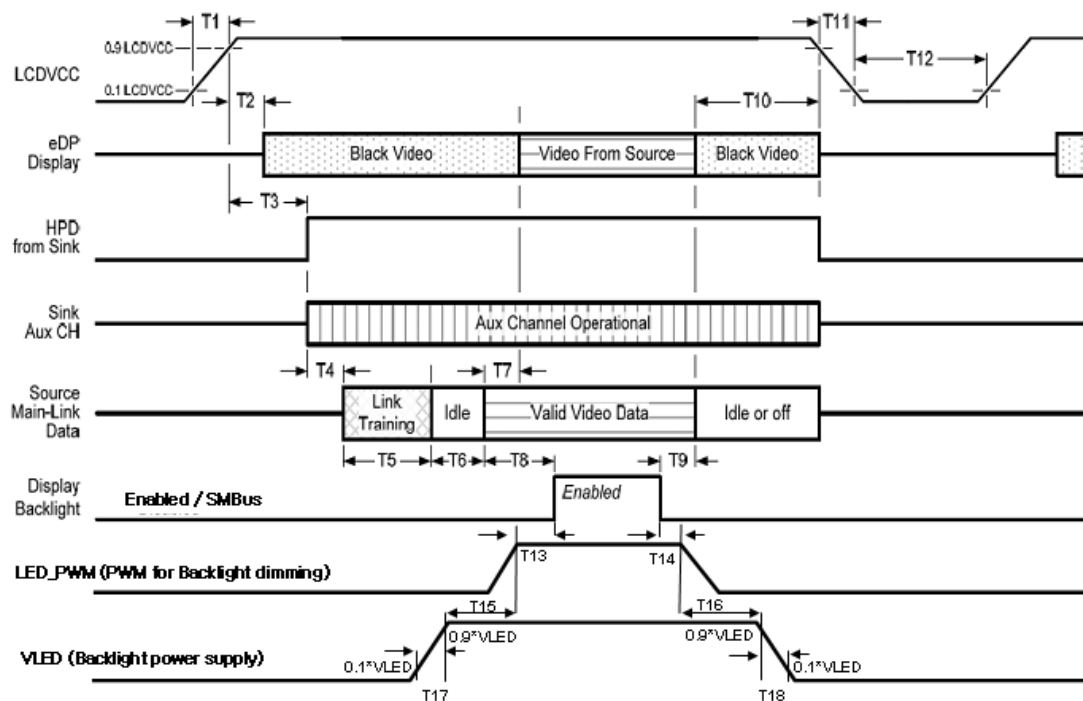 T1
0.9 LCDVCC
LCDVCC
0.1 LCDVCC
T2
T10
T11
T12
eDP
Display
Black Video
Video From Source
Black Video
T3
HPD
from Sink
Sink
Aux CH
Aux Channel Operational
T4
T7
Source
Main-Link
Data
Link
Training
Idle
Valid Video Data
Idle or off
T5
T6
T8
T9
Display
Backlight
Enabled / SMBus
Enabled
T13
T14
LED_PWM (PWM for Backlight dimming)
T15
T16
0.9*VLED
0.9*VLED
VLED (Backlight power supply)
0.1*VLED
0.1*VLED
T17
T18